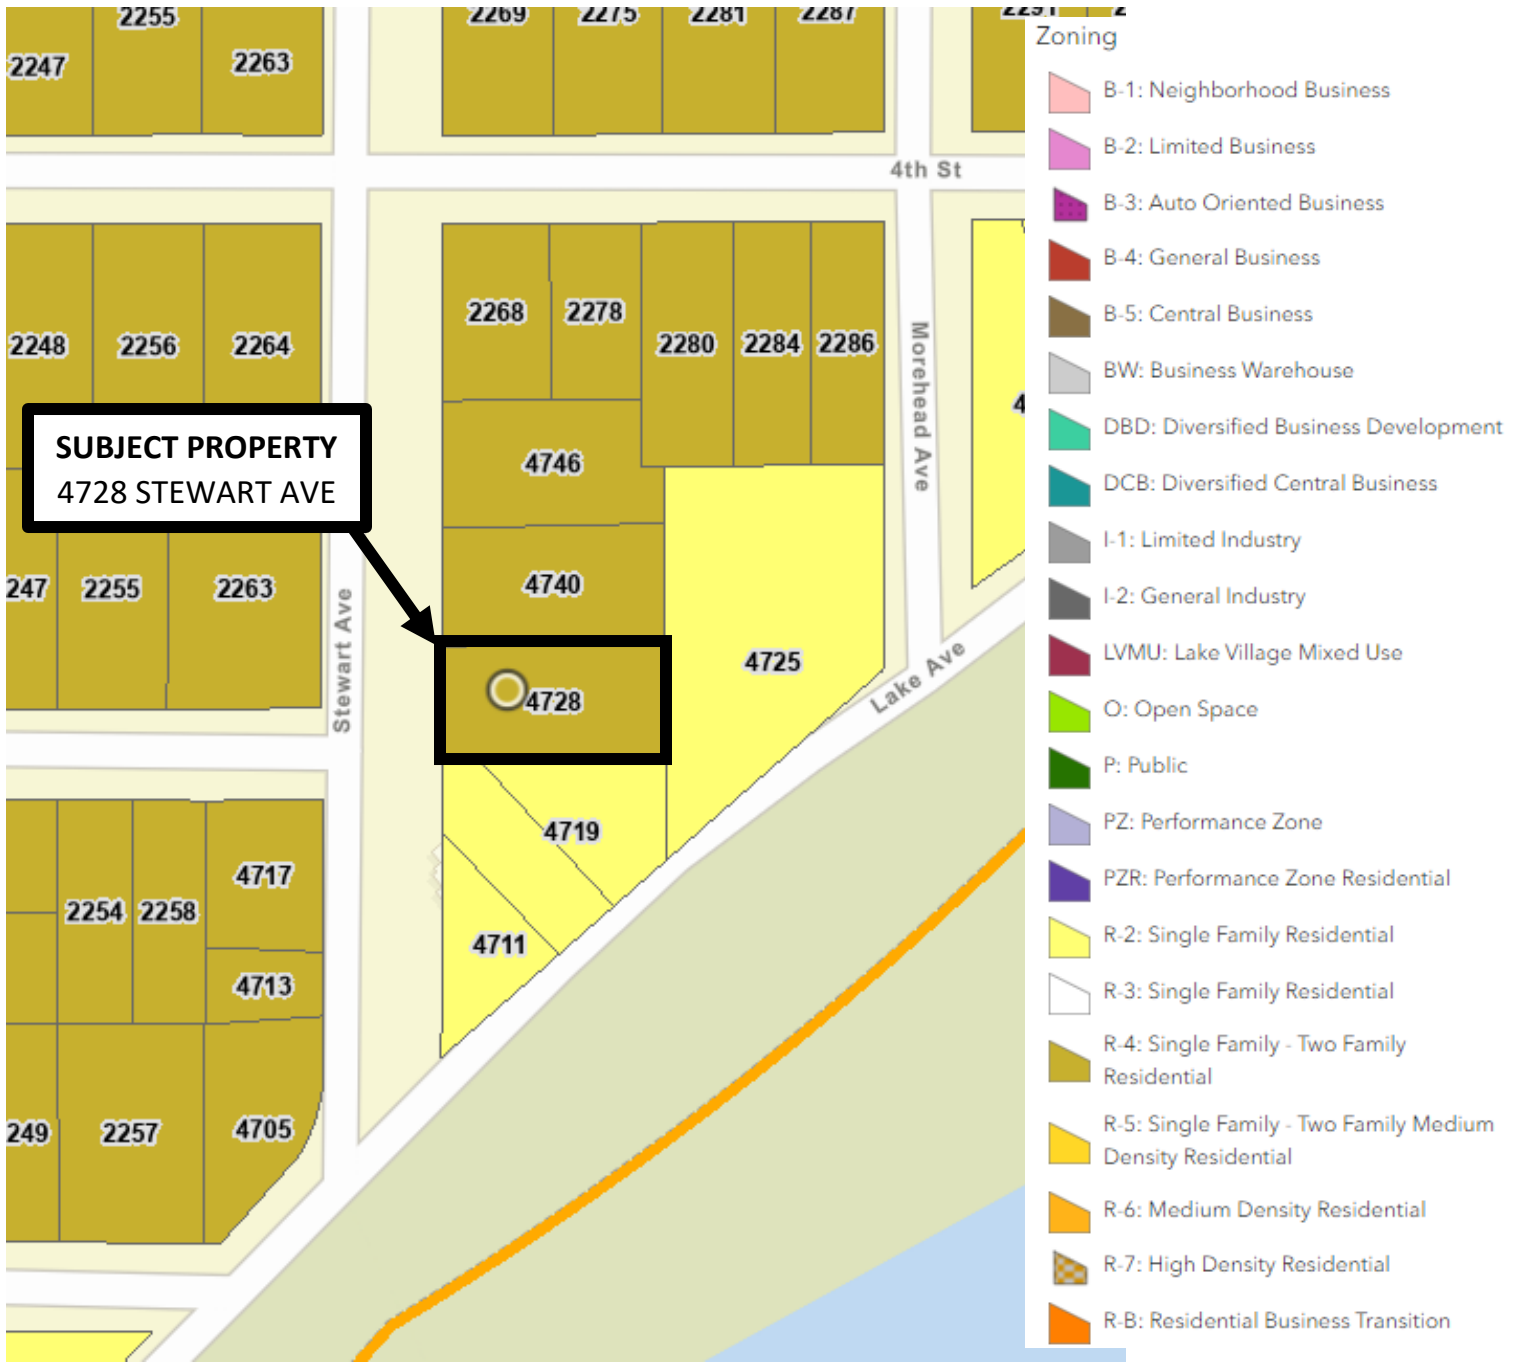 2255
2269 2275 2281 2287 2291 2
2247
2263
4th St
2268 2278
2248 2256 2264
2280 2284 2286
Morehead Ave
4
SUBJECT PROPERTY
4728 STEWART AVE
4746
247 2255 2263
4740
Stewart Ave
4728
4725
Lake Ave
4719
4717
2254 2258
4711
4713
249 2257 4705
Zoning
B-1: Neighborhood Business
B-2: Limited Business
B-3: Auto Oriented Business
B-4: General Business
B-5: Central Business
BW: Business Warehouse
DBD: Diversified Business Development
DCB: Diversified Central Business
I-1: Limited Industry
I-2: General Industry
LVMU: Lake Village Mixed Use
O: Open Space
P: Public
PZ: Performance Zone
PZR: Performance Zone Residential
R-2: Single Family Residential
R-3: Single Family Residential
R-4: Single Family - Two Family
Residential
R-5: Single Family - Two Family Medium
Density Residential
R-6: Medium Density Residential
R-7: High Density Residential
R-B: Residential Business Transition